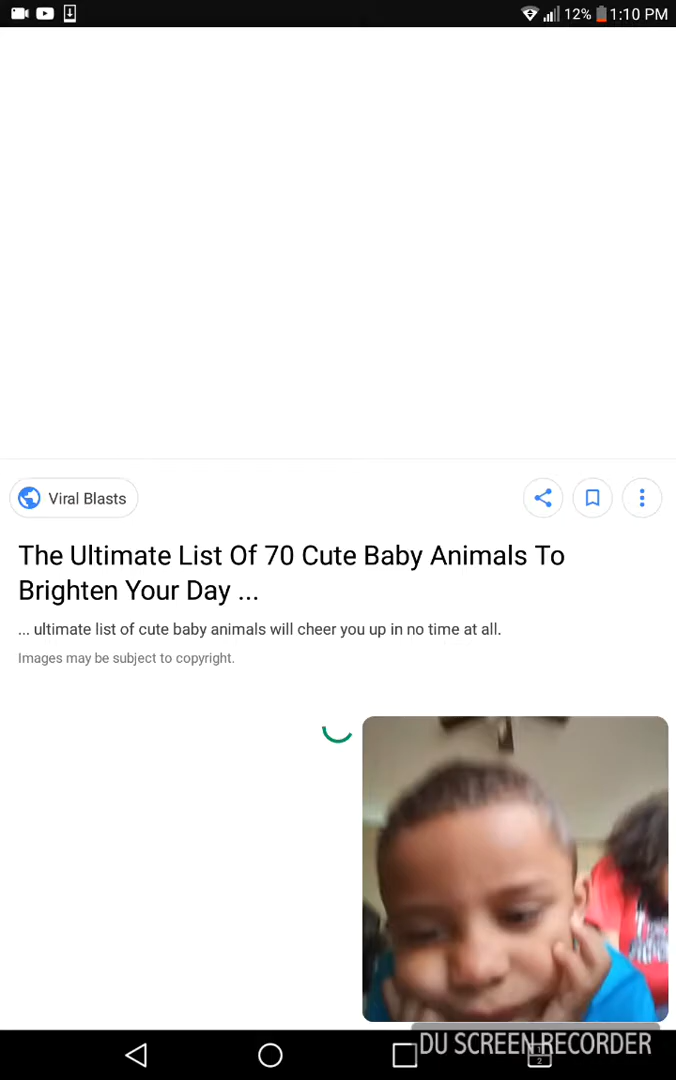 12% 1:10 PM
Viral Blasts
The Ultimate List Of 70 Cute Baby Animals To
Brighten Your Day ...
... ultimate list of cute baby animals will cheer you up in no time at all.
Images may be subject to copyright.
DU SCREEN RECORDER